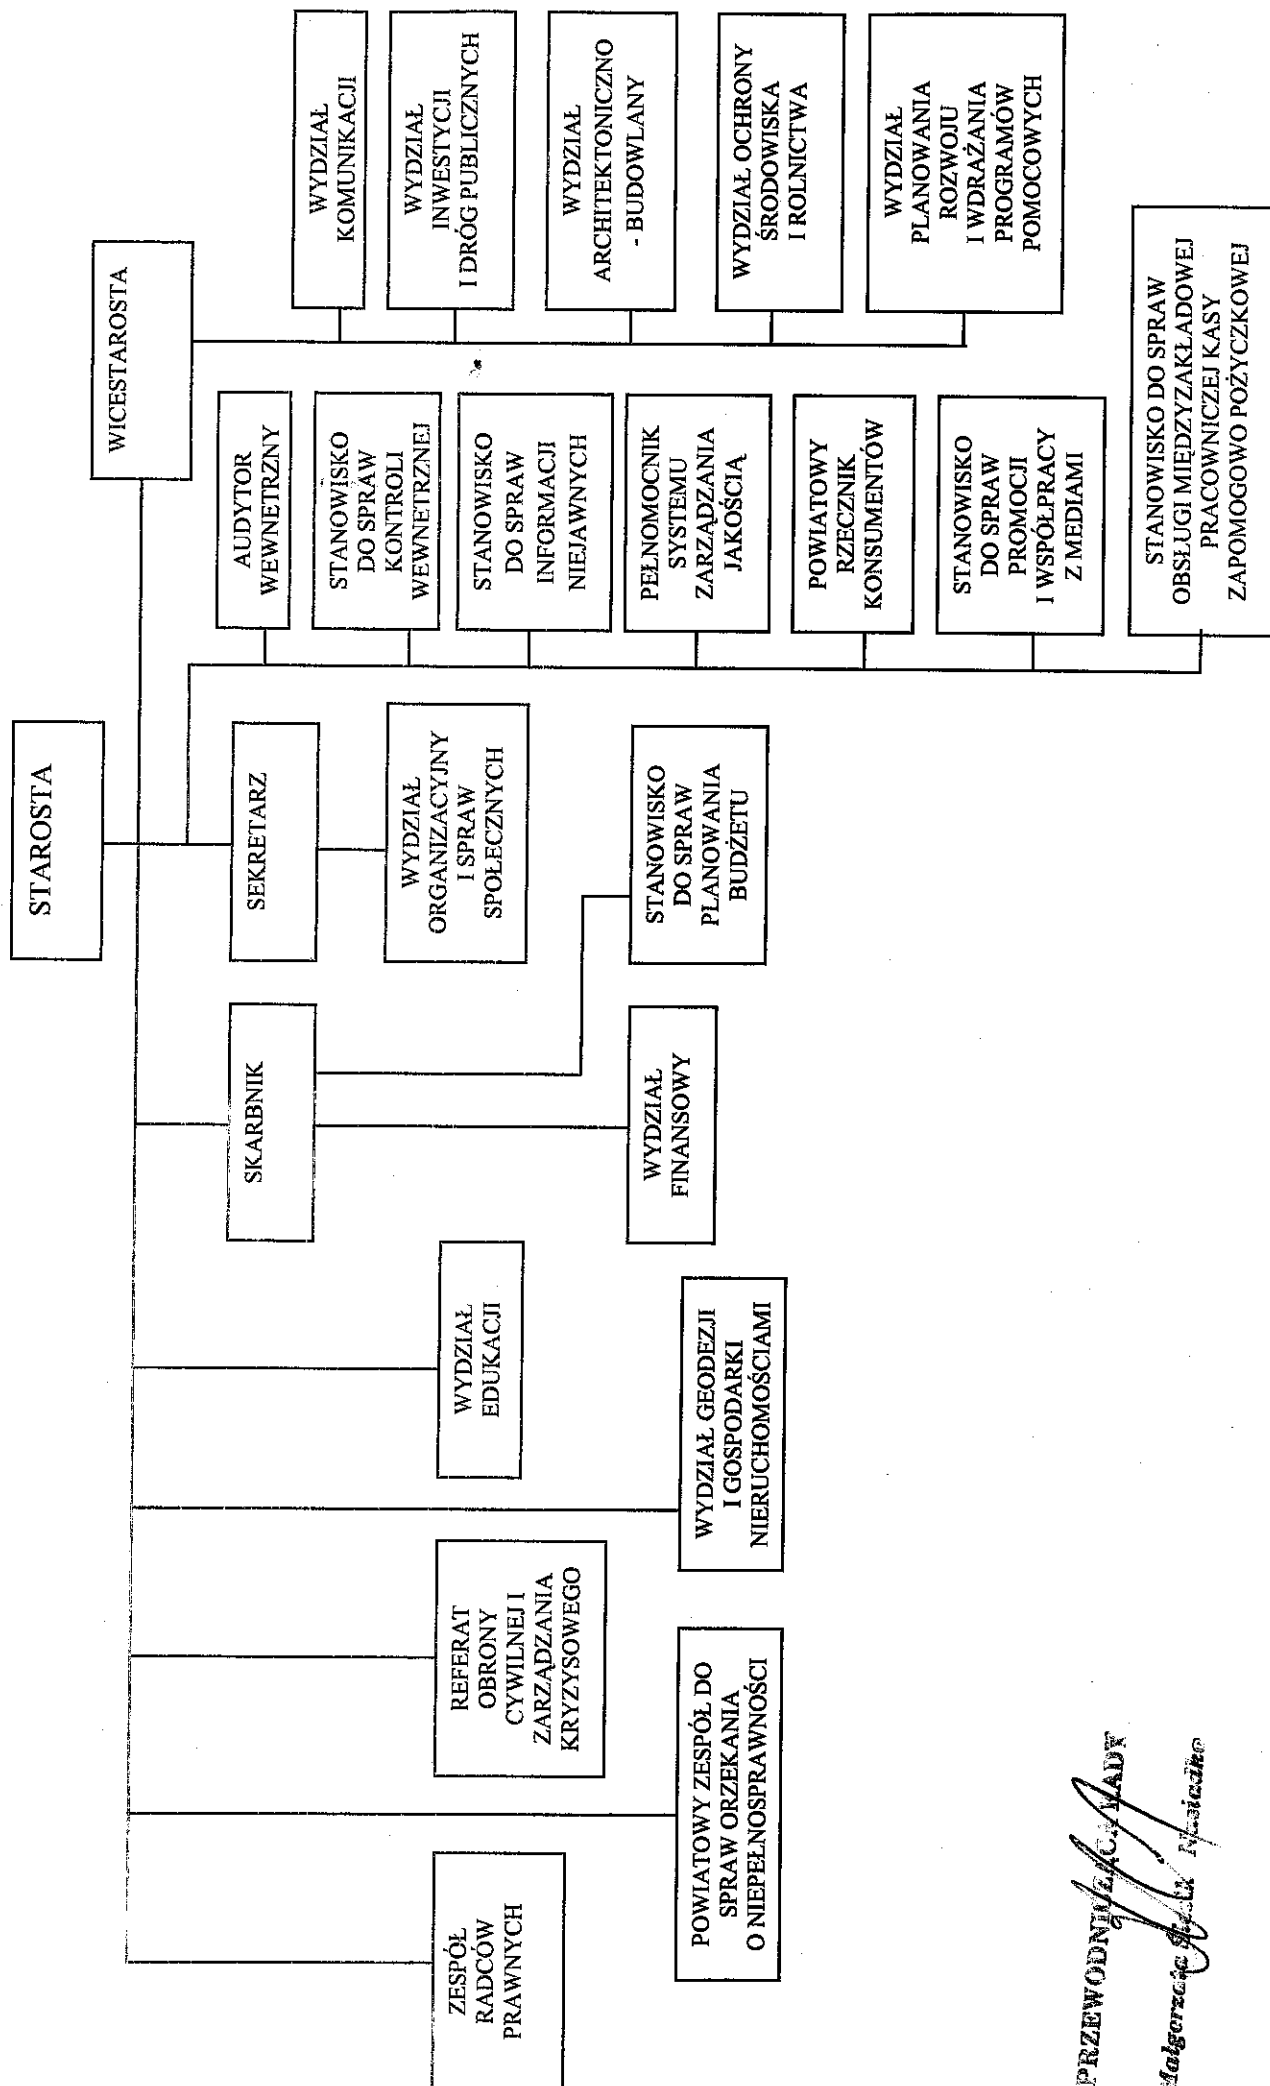 STAROSTA
WICESTAROSTA
SEKRETARZ
SKARBNIK
WYDZIAŁ
ORGANIZACYJNY
I SPRAW
SPOŁECZNYCH
STANOWISKO
DO SPRAW
PLANOWANIA
BUDŻETU
WYDZIAŁ
FINANSOWY
WYDZIAŁ
EDUKACJI
WYDZIAŁ GEODEZJI
I GOSPODARKI
NIERUCHOMOŚCIAMI
REFERAT
OBRONY
CYWILNEJ I
ZARZĄDZANIA
KRYZYSOWEGO
POWIATOWY ZESPÓŁ DO
SPRAW ORZEKANIA
O NIEPEŁNOSPRAWNOŚCI
ZESPÓŁ
RADCÓW
PRAWNYCH
AUDYTOR
WEWNETRZNY
STANOWISKO
DO SPRAW
KONTROLI
WEWNETRZNEJ
STANOWISKO
DO SPRAW
INFORMACJI
NIEJAWNYCH
PEŁNOMOCNIK
SYSTEMU
ZARZĄDZANIA
JAKOŚCIĄ
POWIATOWY
RZECZNIK
KONSUMENTÓW
STANOWISKO
DO SPRAW
PROMOCJI
I WSPÓŁPRACY
Z MEDIAMI
STANOWISKO DO SPRAW
OBSŁUGI MIĘDZYZAKŁADOWEJ
PRACOWNICZEJ KASY
ZAPOMOGOWO POŻYCZKOWEJ
WYDZIAŁ
KOMUNIKACJI
WYDZIAŁ
INWESTYCJI
I DRÓG PUBLICZNYCH
WYDZIAŁ
ARCHITEKTONICZNO
- BUDOWLANY
WYDZIAŁ OCHRONY
ŚRODOWISKA
I ROLNICTWA
WYDZIAŁ
PLANOWANIA
ROZWOJU
I WDRAŻANIA
PROGRAMÓW
POMOCOWYCH
PRZEWODNICZĄCA RADY
Małgorzata